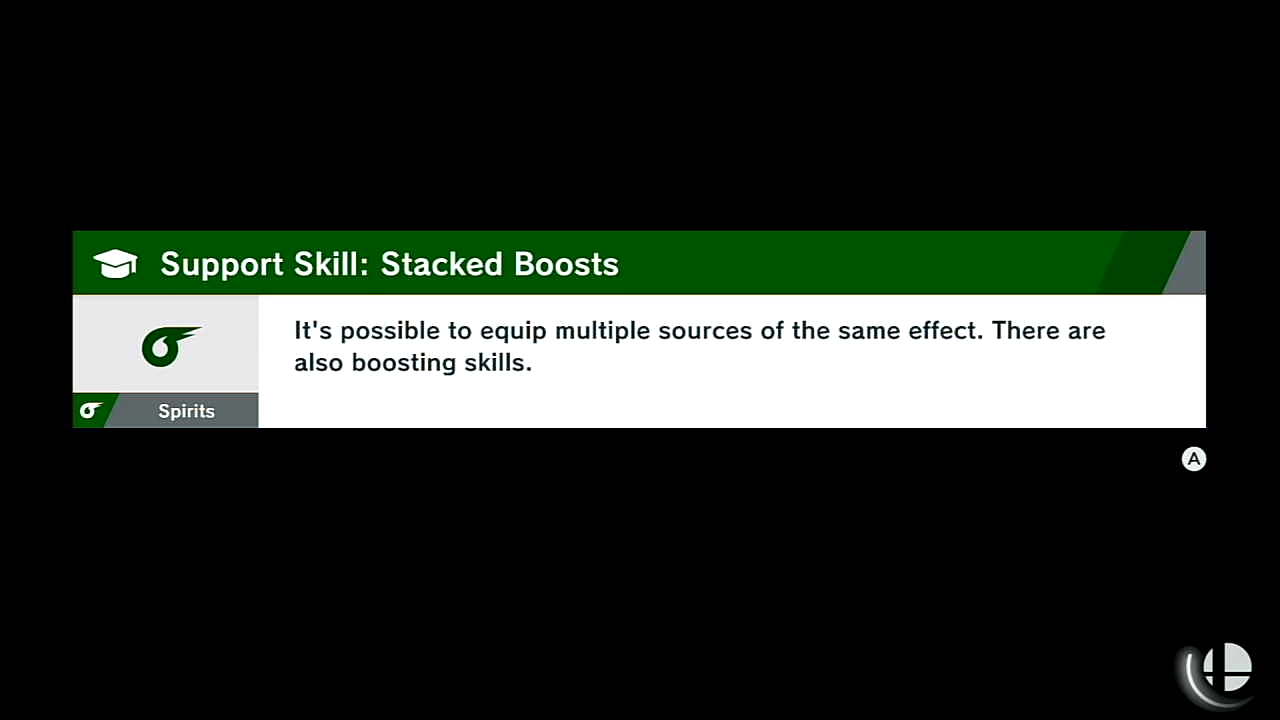 Support Skill: Stacked Boosts
It's possible to equip multiple sources of the same effect. There are
also boosting skills.
Spirits
A